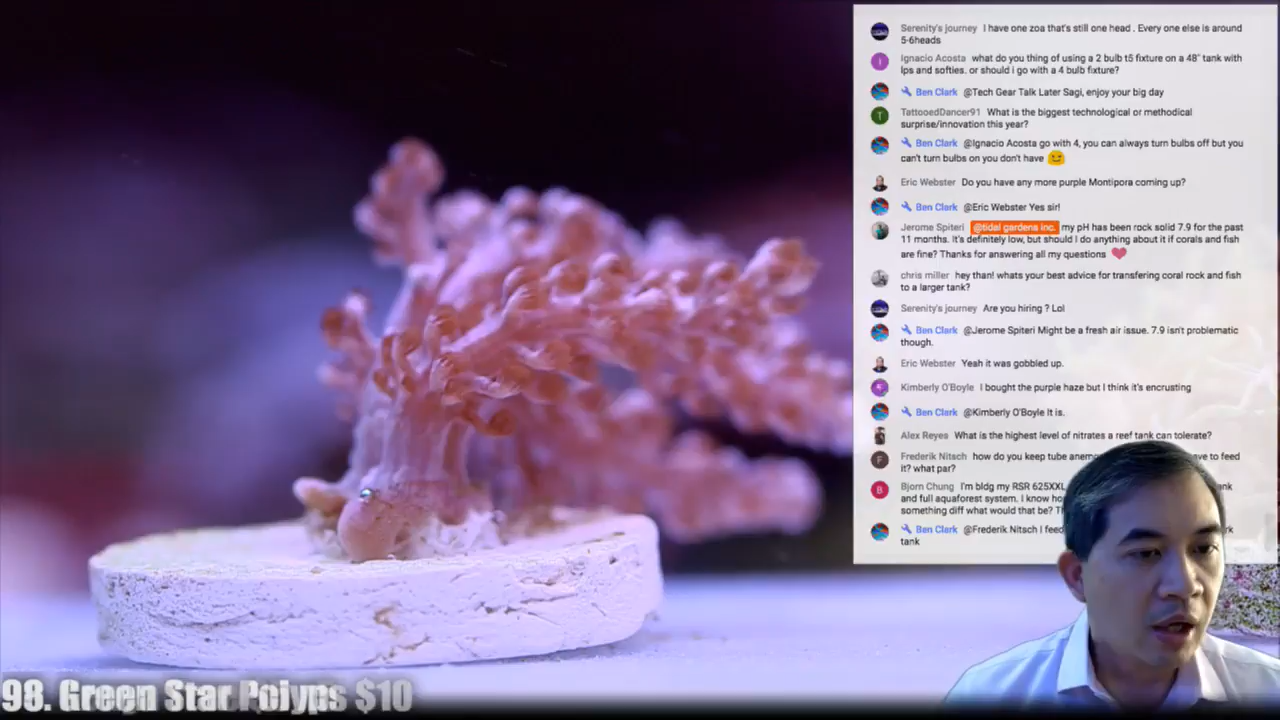 Serenity's journey I have one zoa that's still one head . Every one else is around
5-6heads
I
Ignacio Acosta what do you thing of using a 2 bulb t5 fixture on a 48" tank with
lps and softies. or should i go with a 4 bulb fixture?
Ben Clark @Tech Gear Talk Later Sagi, enjoy your big day
T
TattooedDancer91 What is the biggest technological or methodical
surprise/innovation this year?
Ben Clark @Ignacio Acosta go with 4, you can always turn bulbs off but you
can't turn bulbs on you don't have
Eric Webster Do you have any more purple Montipora coming up?
Ben Clark @Eric Webster Yes sir!
Jerome Spiteri @tidal gardens inc. my pH has been rock solid 7.9 for the past
11 months. It's definitely low, but should I do anything about it if corals and fish
are fine? Thanks for answering all my questions
chris miller hey than! whats your best advice for transfering coral rock and fish
to a larger tank?
Serenity's journey Are you hiring ? Lol
Ben Clark @Jerome Spiteri Might be a fresh air issue. 7.9 isn't problematic
though.
Eric Webster Yeah it was gobbled up.
Kimberly O'Boyle I bought the purple haze but I think it's encrusting
Ben Clark @Kimberly O'Boyle It is.
Alex Reyes What is the highest level of nitrates a reef tank can tolerate?
F
Frederik Nitsch how do you keep tube to feed
it? what par?
B
Bjorn Chung I'm bldg my RSR 625XXL
and full aquaforest system. I know
something diff what would that be?
Ben Clark @Frederik Nitsch I feed
tank
98. Green Star Polyps $10